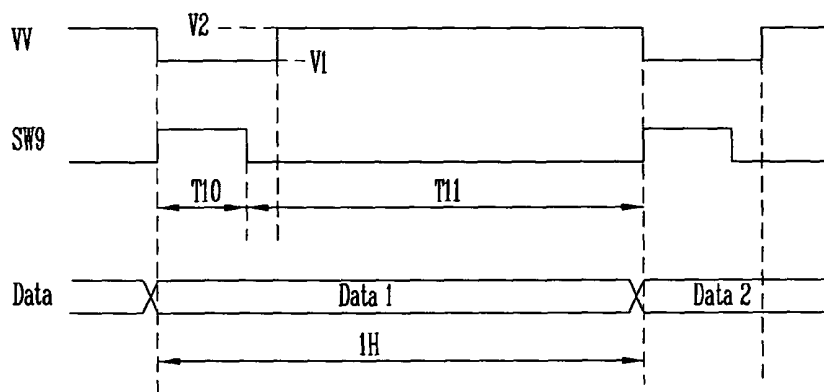 VV
V2
V1
SW9
T10
T11
Data
Data 1
Data 2
1H